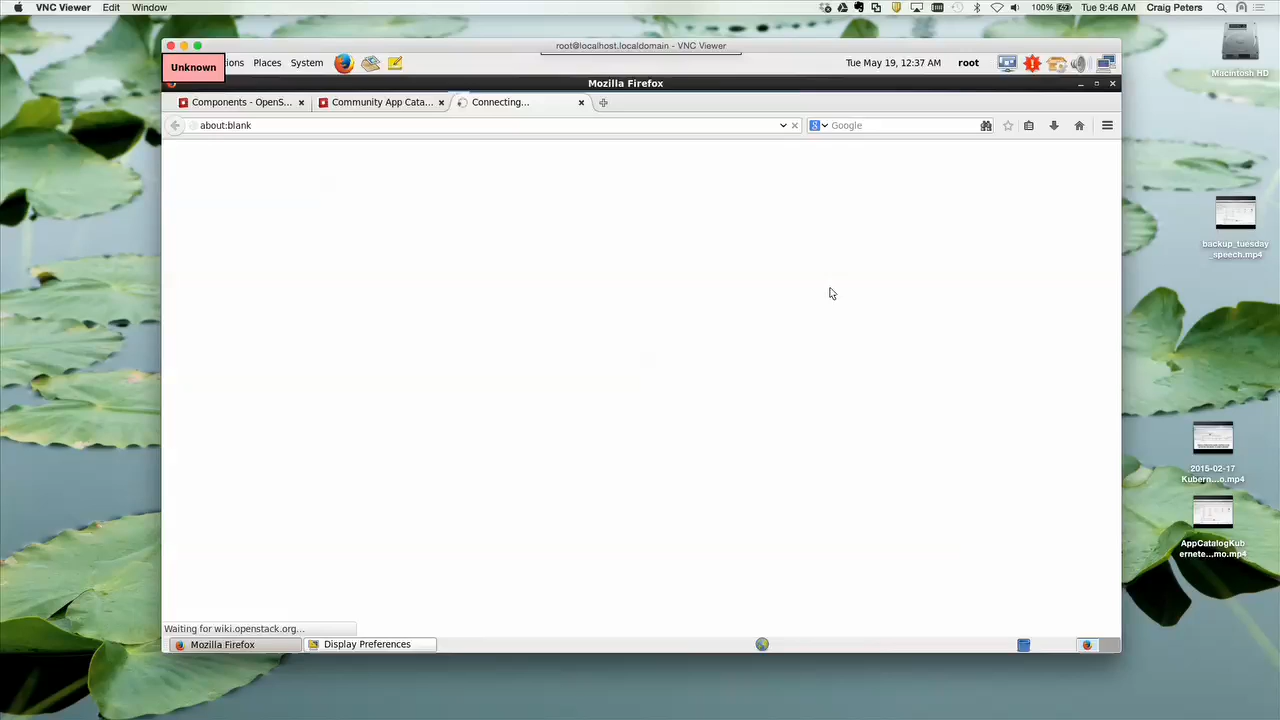 VNC Viewer Edit Window 100% Tue 9:46 AM Craig Peters
root@localhost.localdomain - VNC Viewer
Unknown
ions Places System Tue May 19, 12:37 AM root
Mozilla Firefox
Components - OpenS... Community App Cata... Connecting...
about:blank Google
Macintosh HD
backup_tuesday
_speech.mp4
2015-02-17
Kubern...o.mp4
AppCatalogKub
ernete...mo.mp4
Waiting for wiki.openstack.org...
Mozilla Firefox Display Preferences